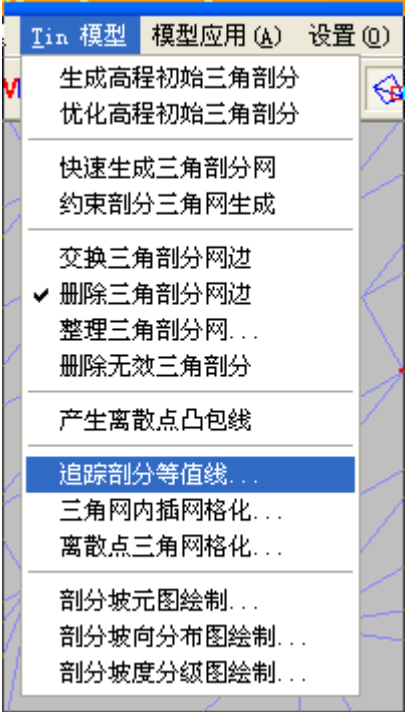 Tin 模型 模型应用(A) 设置(O)
生成高程初始三角剖分
优化高程初始三角剖分
快速生成三角剖分网
约束剖分三角网生成
交换三角剖分网边
删除三角剖分网边
整理三角剖分网...
删除无效三角剖分
产生离散点凸包线
追踪剖分等值线...
三角网内插网格化...
离散点三角网格化...
剖分坡元图绘制...
剖分坡向分布图绘制...
剖分坡度分级图绘制...